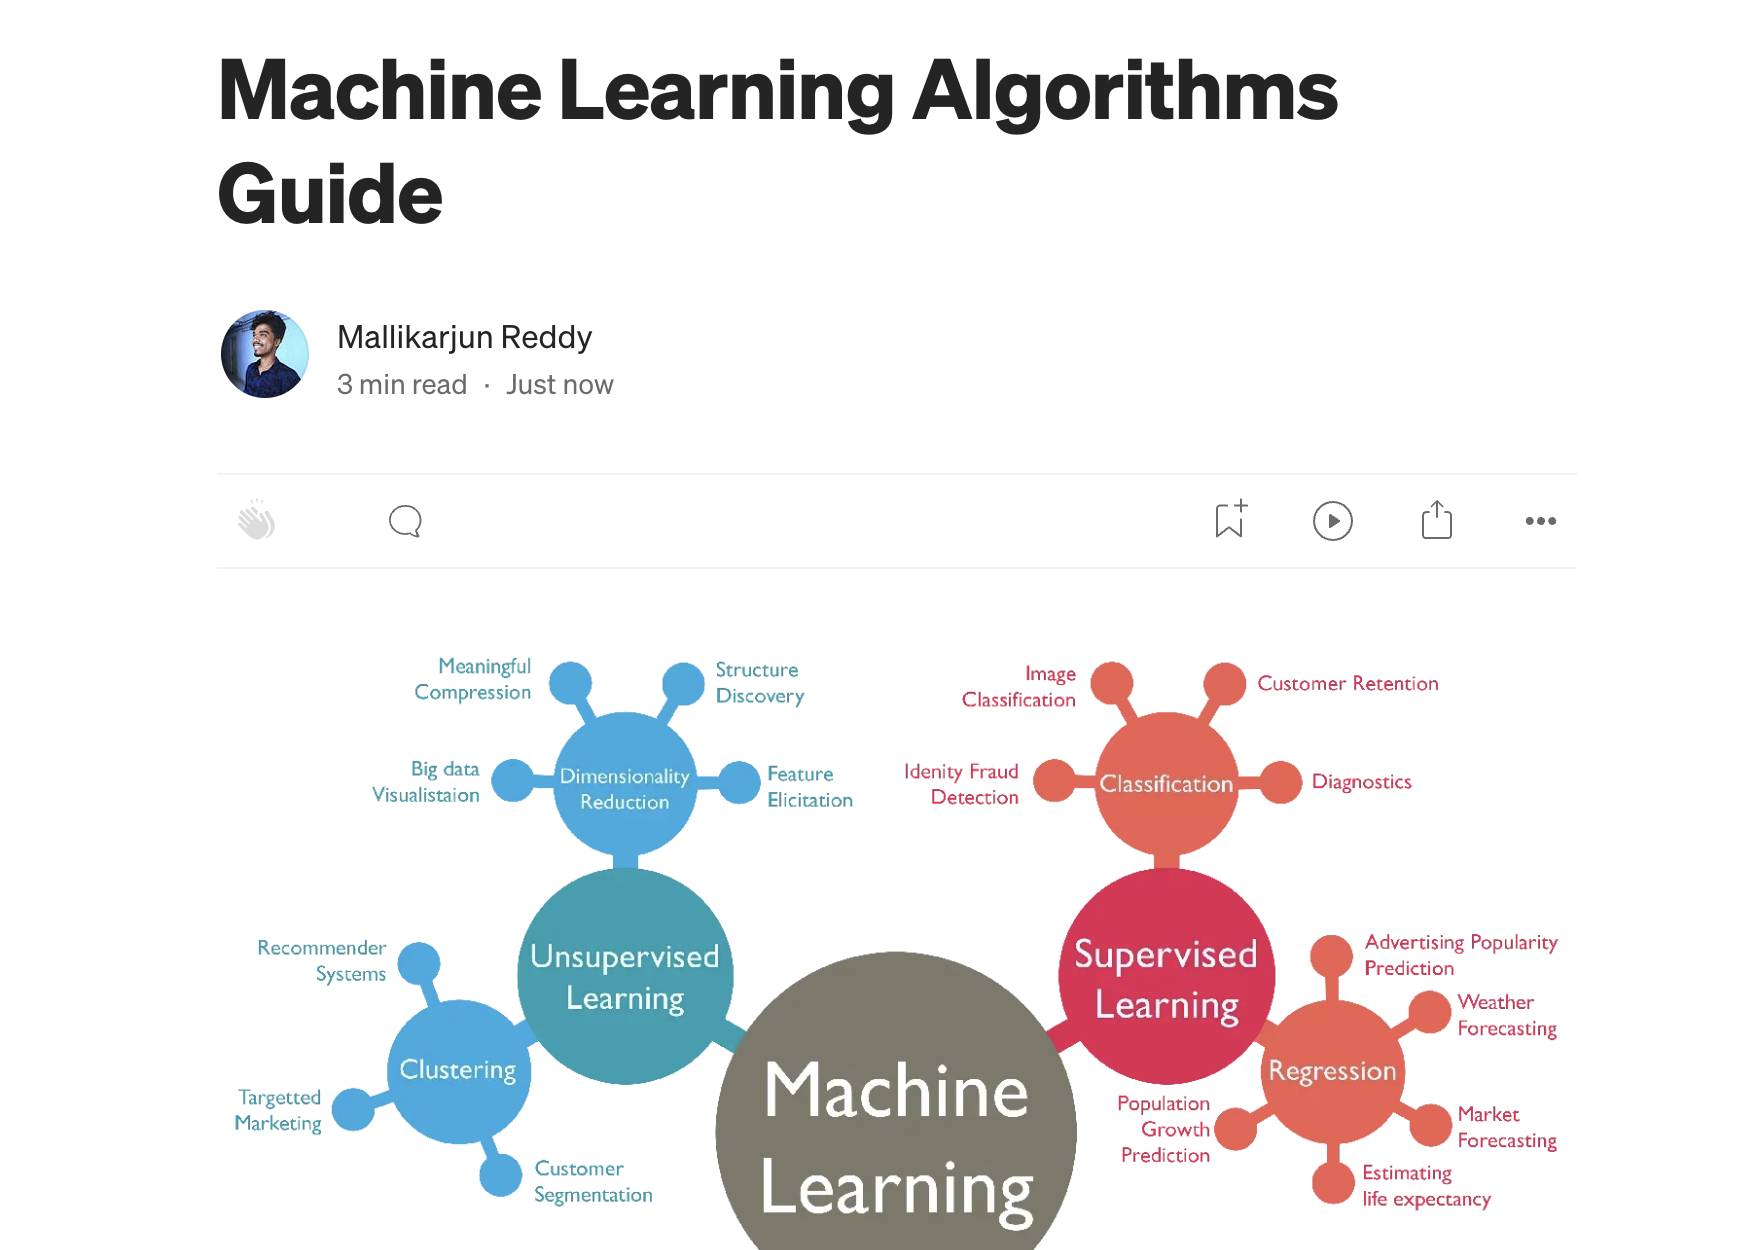 Machine Learning Algorithms
Guide
Mallikarjun Reddy
3 min read · Just now
Meaningful
Compression
Structure
Discovery
Big data
Visualistaion
Dimensionality
Reduction
Feature
Elicitation
Image
Classification
Customer Retention
Idenity Fraud
Detection
Classification
Diagnostics
Recommender
Systems
Unsupervised
Learning
Clustering
Targetted
Marketing
Customer
Segmentation
Machine
Learning
Supervised
Learning
Advertising Popularity
Prediction
Weather
Forecasting
Regression
Population
Growth
Prediction
Market
Forecasting
Estimating
life expectancy